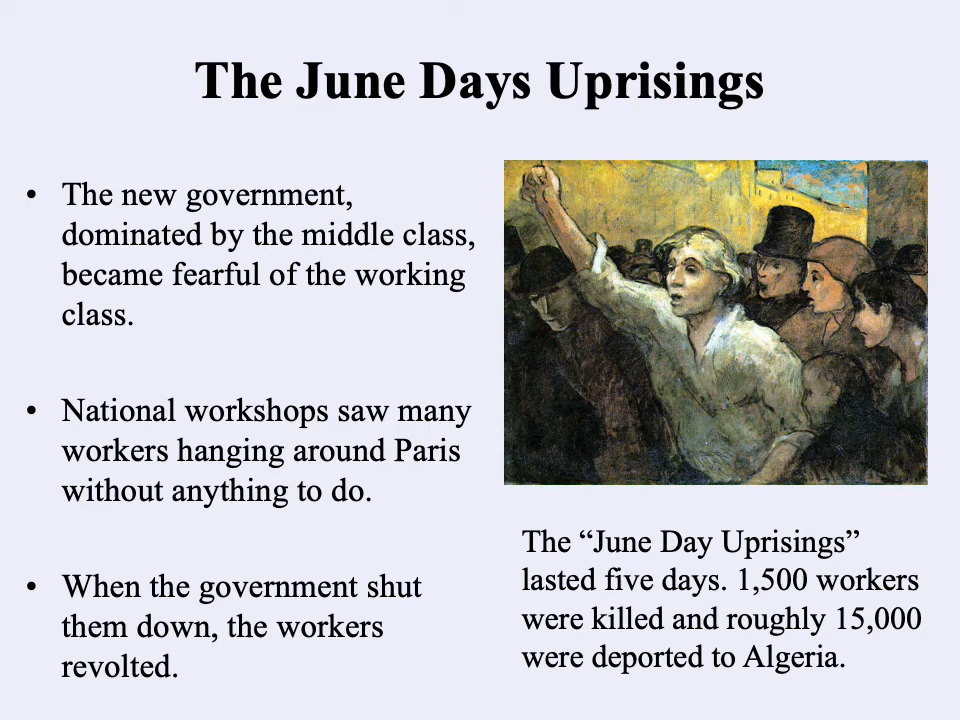 The June Days Uprisings
• The new government,
dominated by the middle class,
became fearful of the working
class.
• National workshops saw many
workers hanging around Paris
without anything to do.
• When the government shut
them down, the workers
revolted.
The “June Day Uprisings”
lasted five days. 1,500 workers
were killed and roughly 15,000
were deported to Algeria.